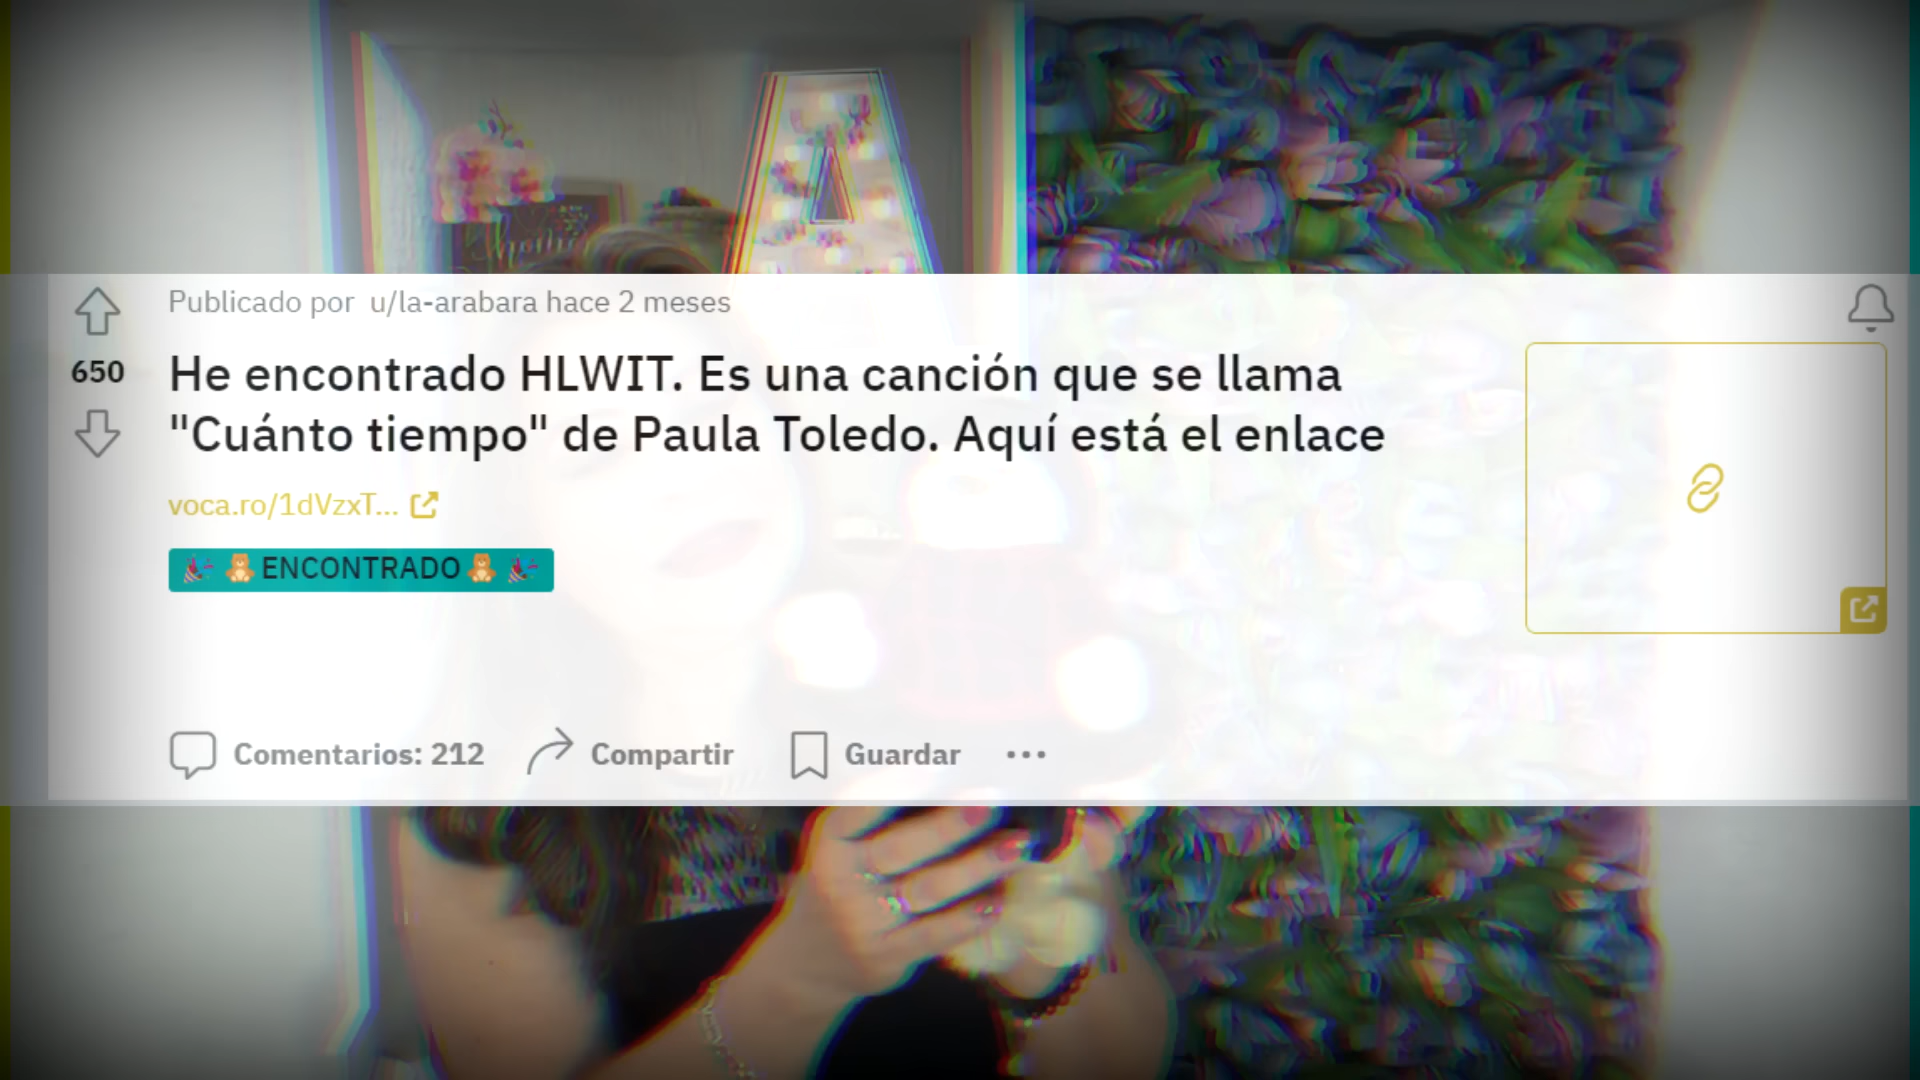 A
home
Publicado por u/la-arabara hace 2 meses
650
He encontrado HLWIT. Es una canción que se llama
"Cuánto tiempo" de Paula Toledo. Aquí está el enlace
voca.ro/1dVzxT...
🎉 🧸 ENCONTRADO 🧸 🎉
Comentarios: 212 Compartir Guardar ...